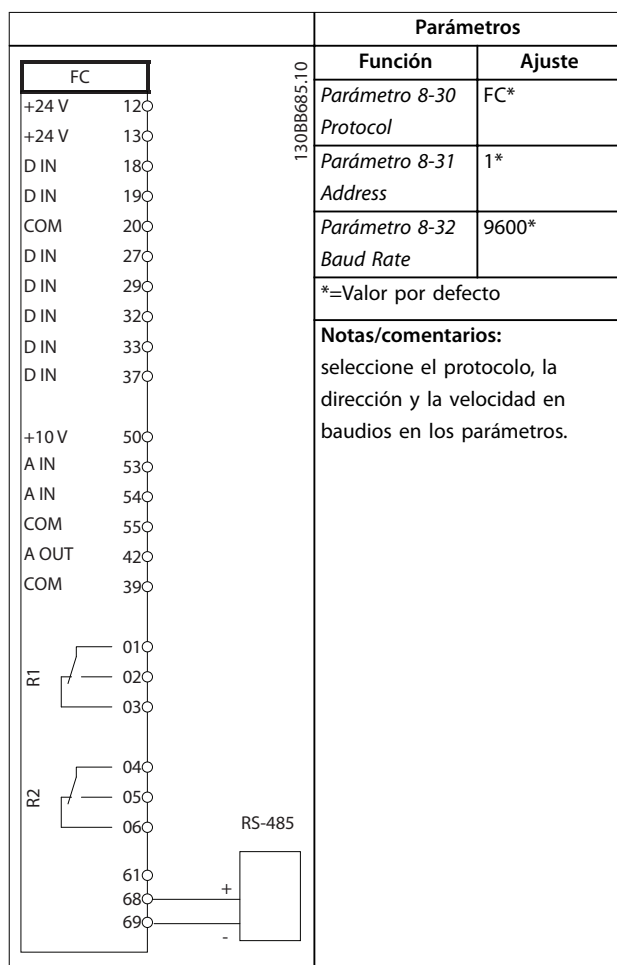 FC
130BB685.10
+24 V 12
+24 V 13
D IN 18
D IN 19
COM 20
D IN 27
D IN 29
D IN 32
D IN 33
D IN 37
+10 V 50
A IN 53
A IN 54
COM 55
A OUT 42
COM 39
R1
01
02
03
R2
04
05
06
RS-485
61
68 +
69 -
Parámetros
Función Ajuste
Parámetro 8-30 FC*
Protocol
Parámetro 8-31 1*
Address
Parámetro 8-32 9600*
Baud Rate
*=Valor por defecto
Notas/comentarios:
seleccione el protocolo, la
dirección y la velocidad en
baudios en los parámetros.